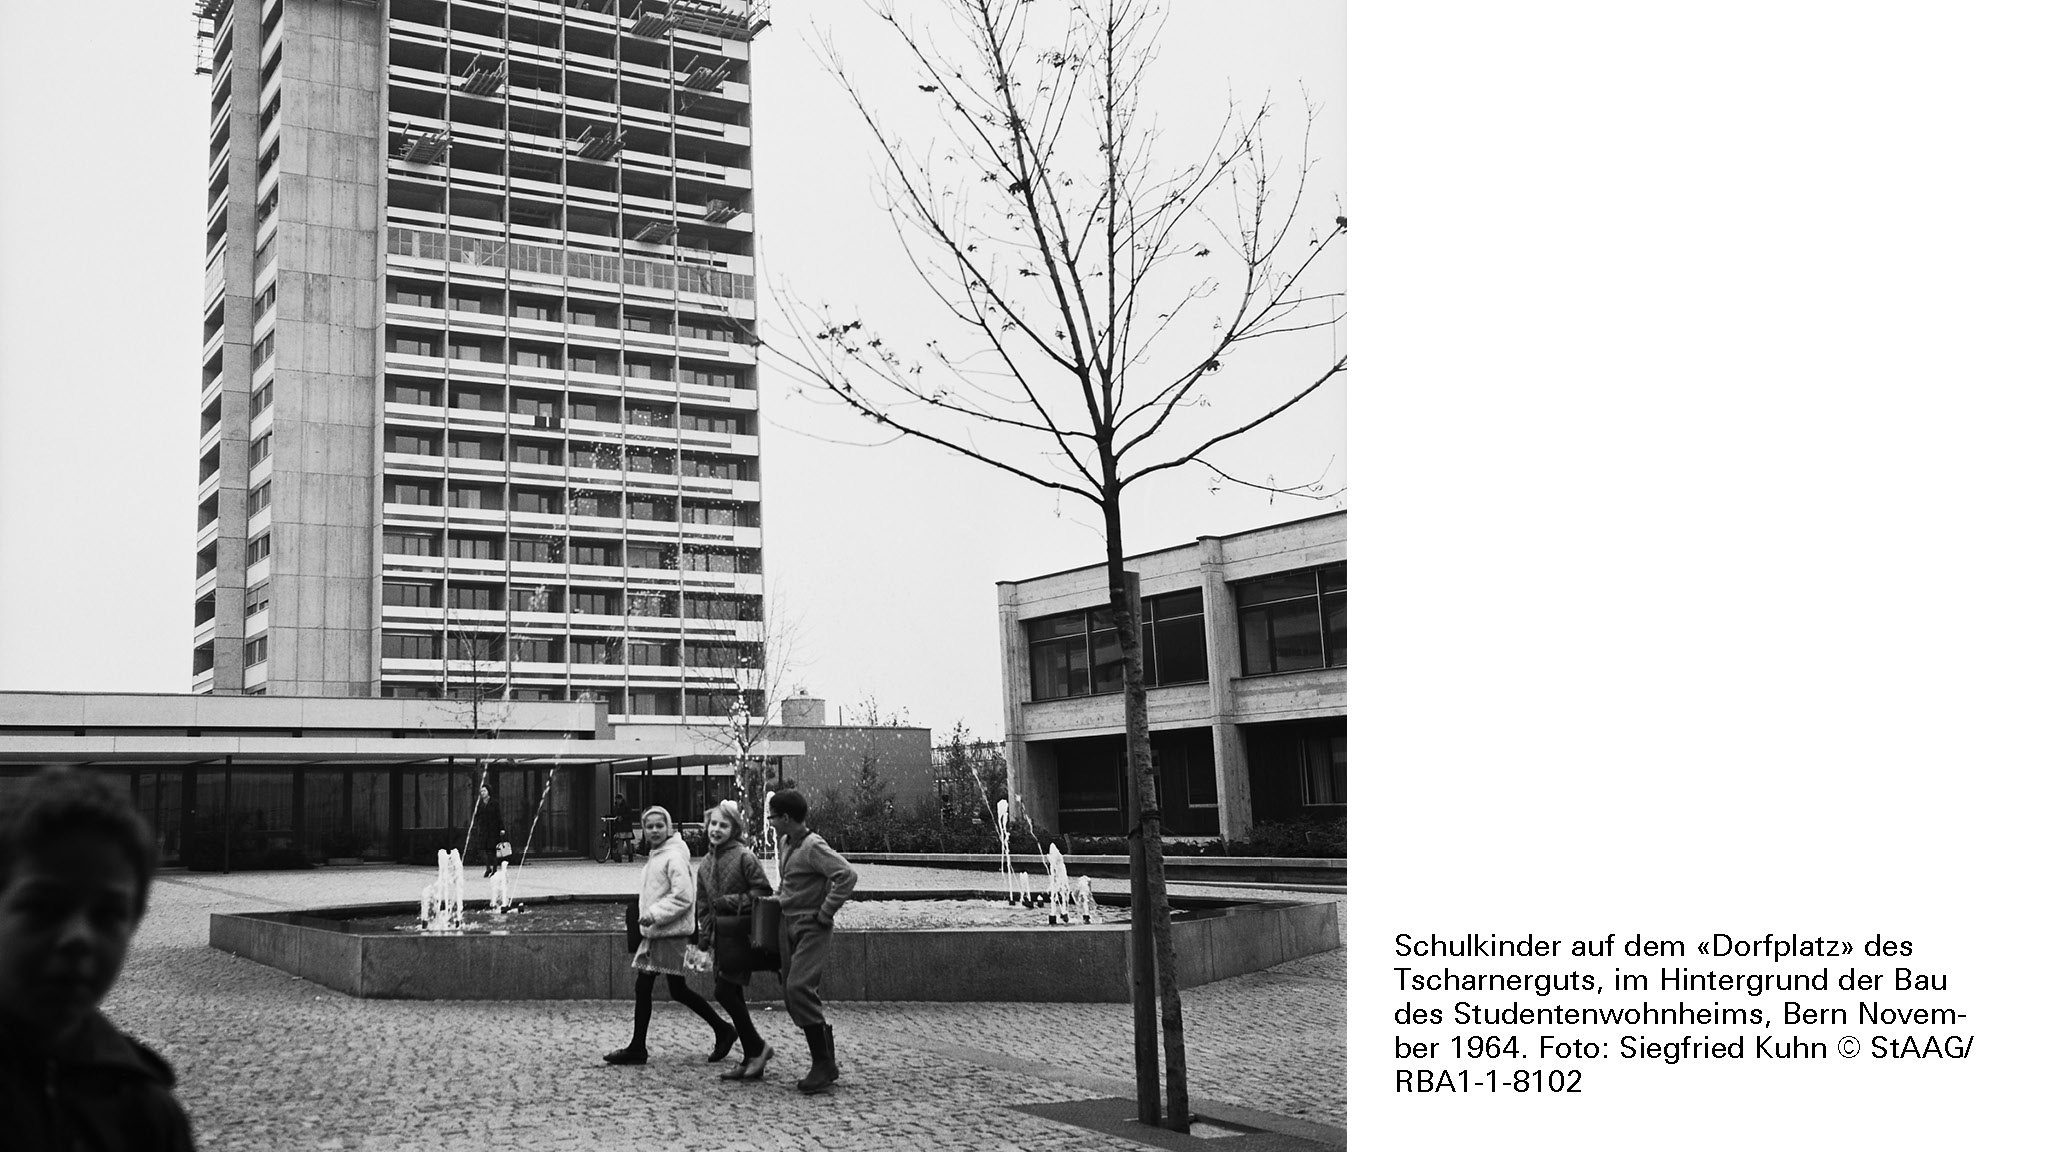 Schulkinder auf dem «Dorfplatz» des
Tscharnerguts, im Hintergrund der Bau
des Studentenwohnheims, Bern Novem-
ber 1964. Foto: Siegfried Kuhn © StAAG/
RBA1-1-8102